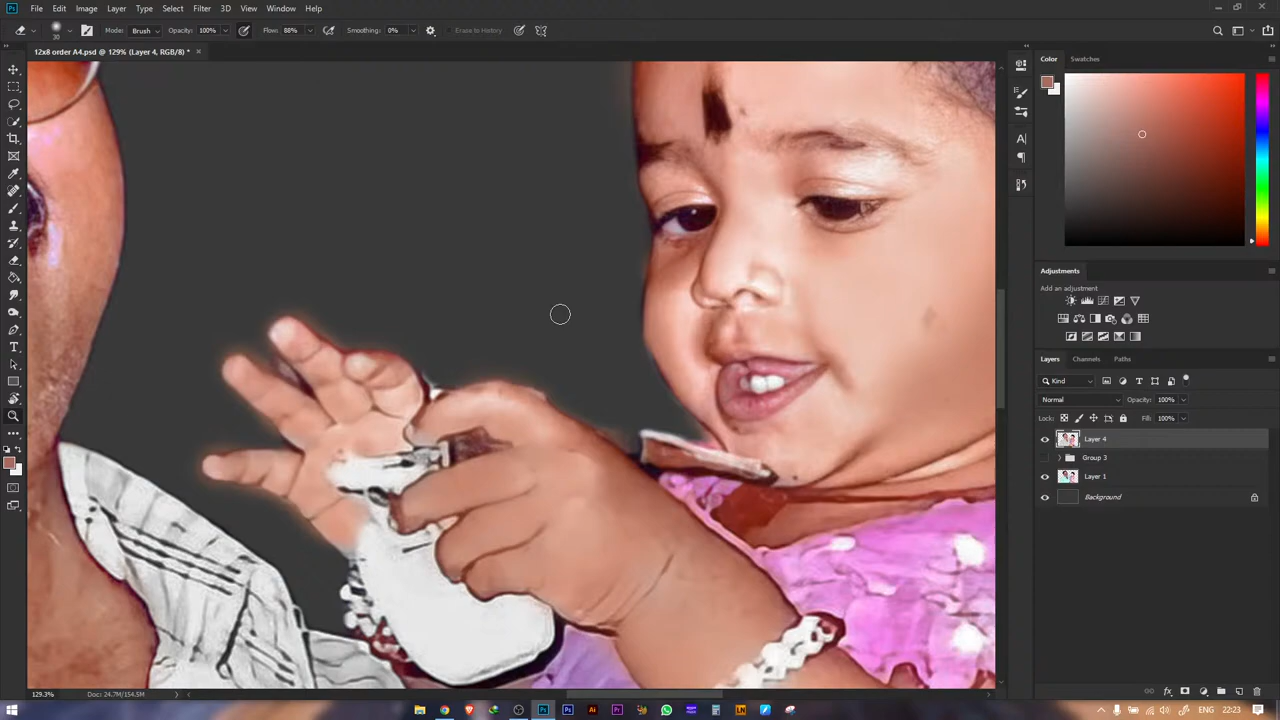 Ps File Edit Image Layer Type Select Filter 3D View Window Help
30 Mode: Brush Opacity: 100% Flow: 88% Smoothing: 0% Erase to History
12x8 order A4.psd @ 129% (Layer 4, RGB/8) * ×
Color Swatches
Adjustments
Add an adjustment
Layers Channels Paths
Kind
Normal Opacity: 100%
Lock: Fill: 100%
Layer 4
Group 3
Layer 1
Background
129.3% Doc: 24.7M/154.5M
22:23